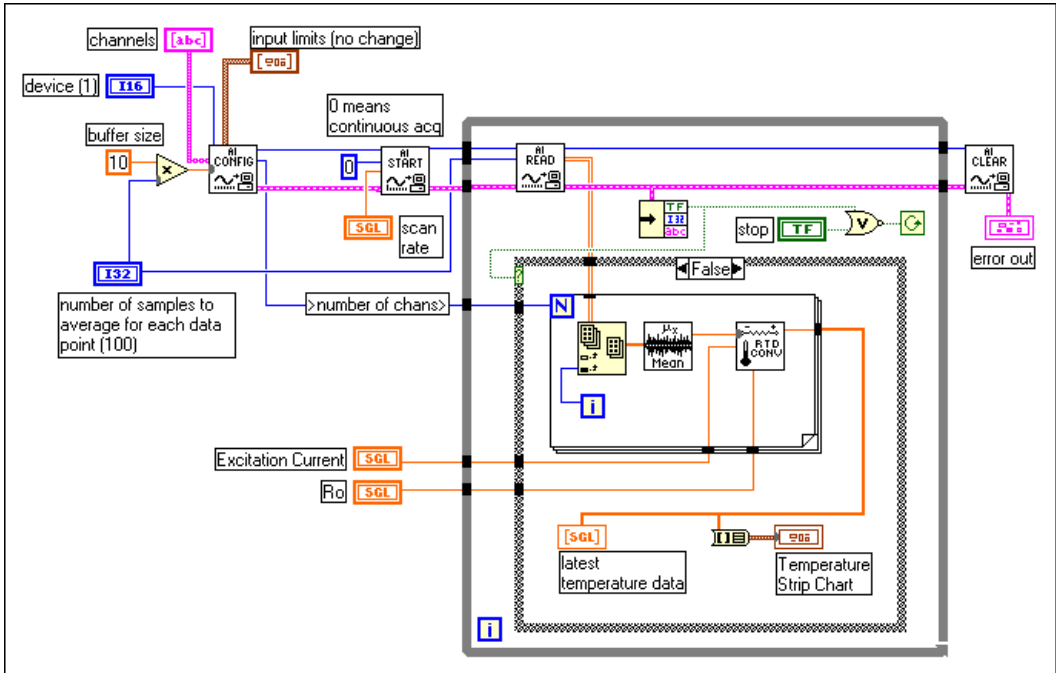 channels
[abc]
input limits (no change)
device (1)
I16
0 means
continuous acq
buffer size
10
x
AI
CONFIG
0
AI
START
AI
READ
AI
CLEAR
SGL
scan
rate
TF
I32
abc
stop
TF
V
error out
I32
number of samples to
average for each data
point (100)
>number of chans>
?
False
N
μx
Mean
- +
RTD
CONV
i
Excitation Current
SGL
Ro
SGL
[SGL]
latest
temperature data
Temperature
Strip Chart
i